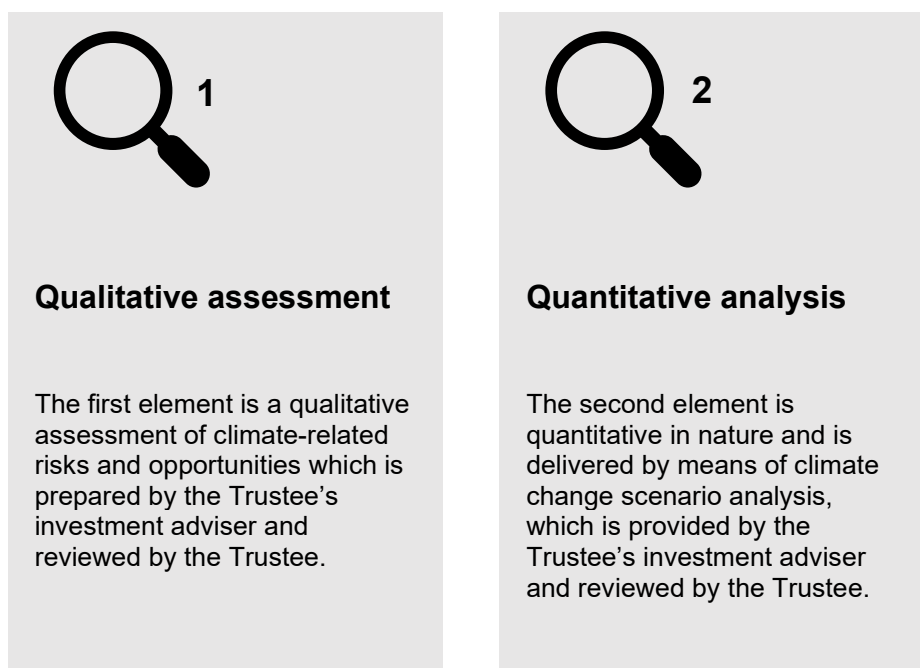 1
Qualitative assessment
The first element is a qualitative
assessment of climate-related
risks and opportunities which is
prepared by the Trustee’s
investment adviser and
reviewed by the Trustee.
2
Quantitative analysis
The second element is
quantitative in nature and is
delivered by means of climate
change scenario analysis,
which is provided by the
Trustee’s investment adviser
and reviewed by the Trustee.